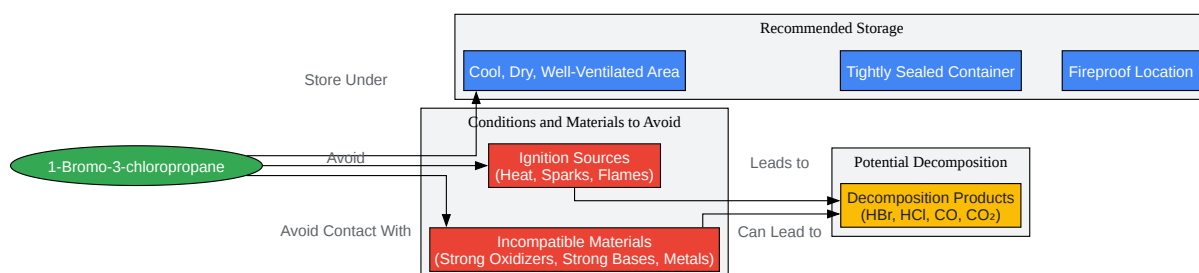 Recommended Storage
Cool, Dry, Well-Ventilated Area
Tightly Sealed Container
Fireproof Location
Store Under
Conditions and Materials to Avoid
1-Bromo-3-chloropropane
Avoid
Ignition Sources
(Heat, Sparks, Flames)
Leads to
Potential Decomposition
Decomposition Products
(HBr, HCl, CO, CO₂)
Avoid Contact With
Incompatible Materials
(Strong Oxidizers, Strong Bases, Metals)
Can Lead to